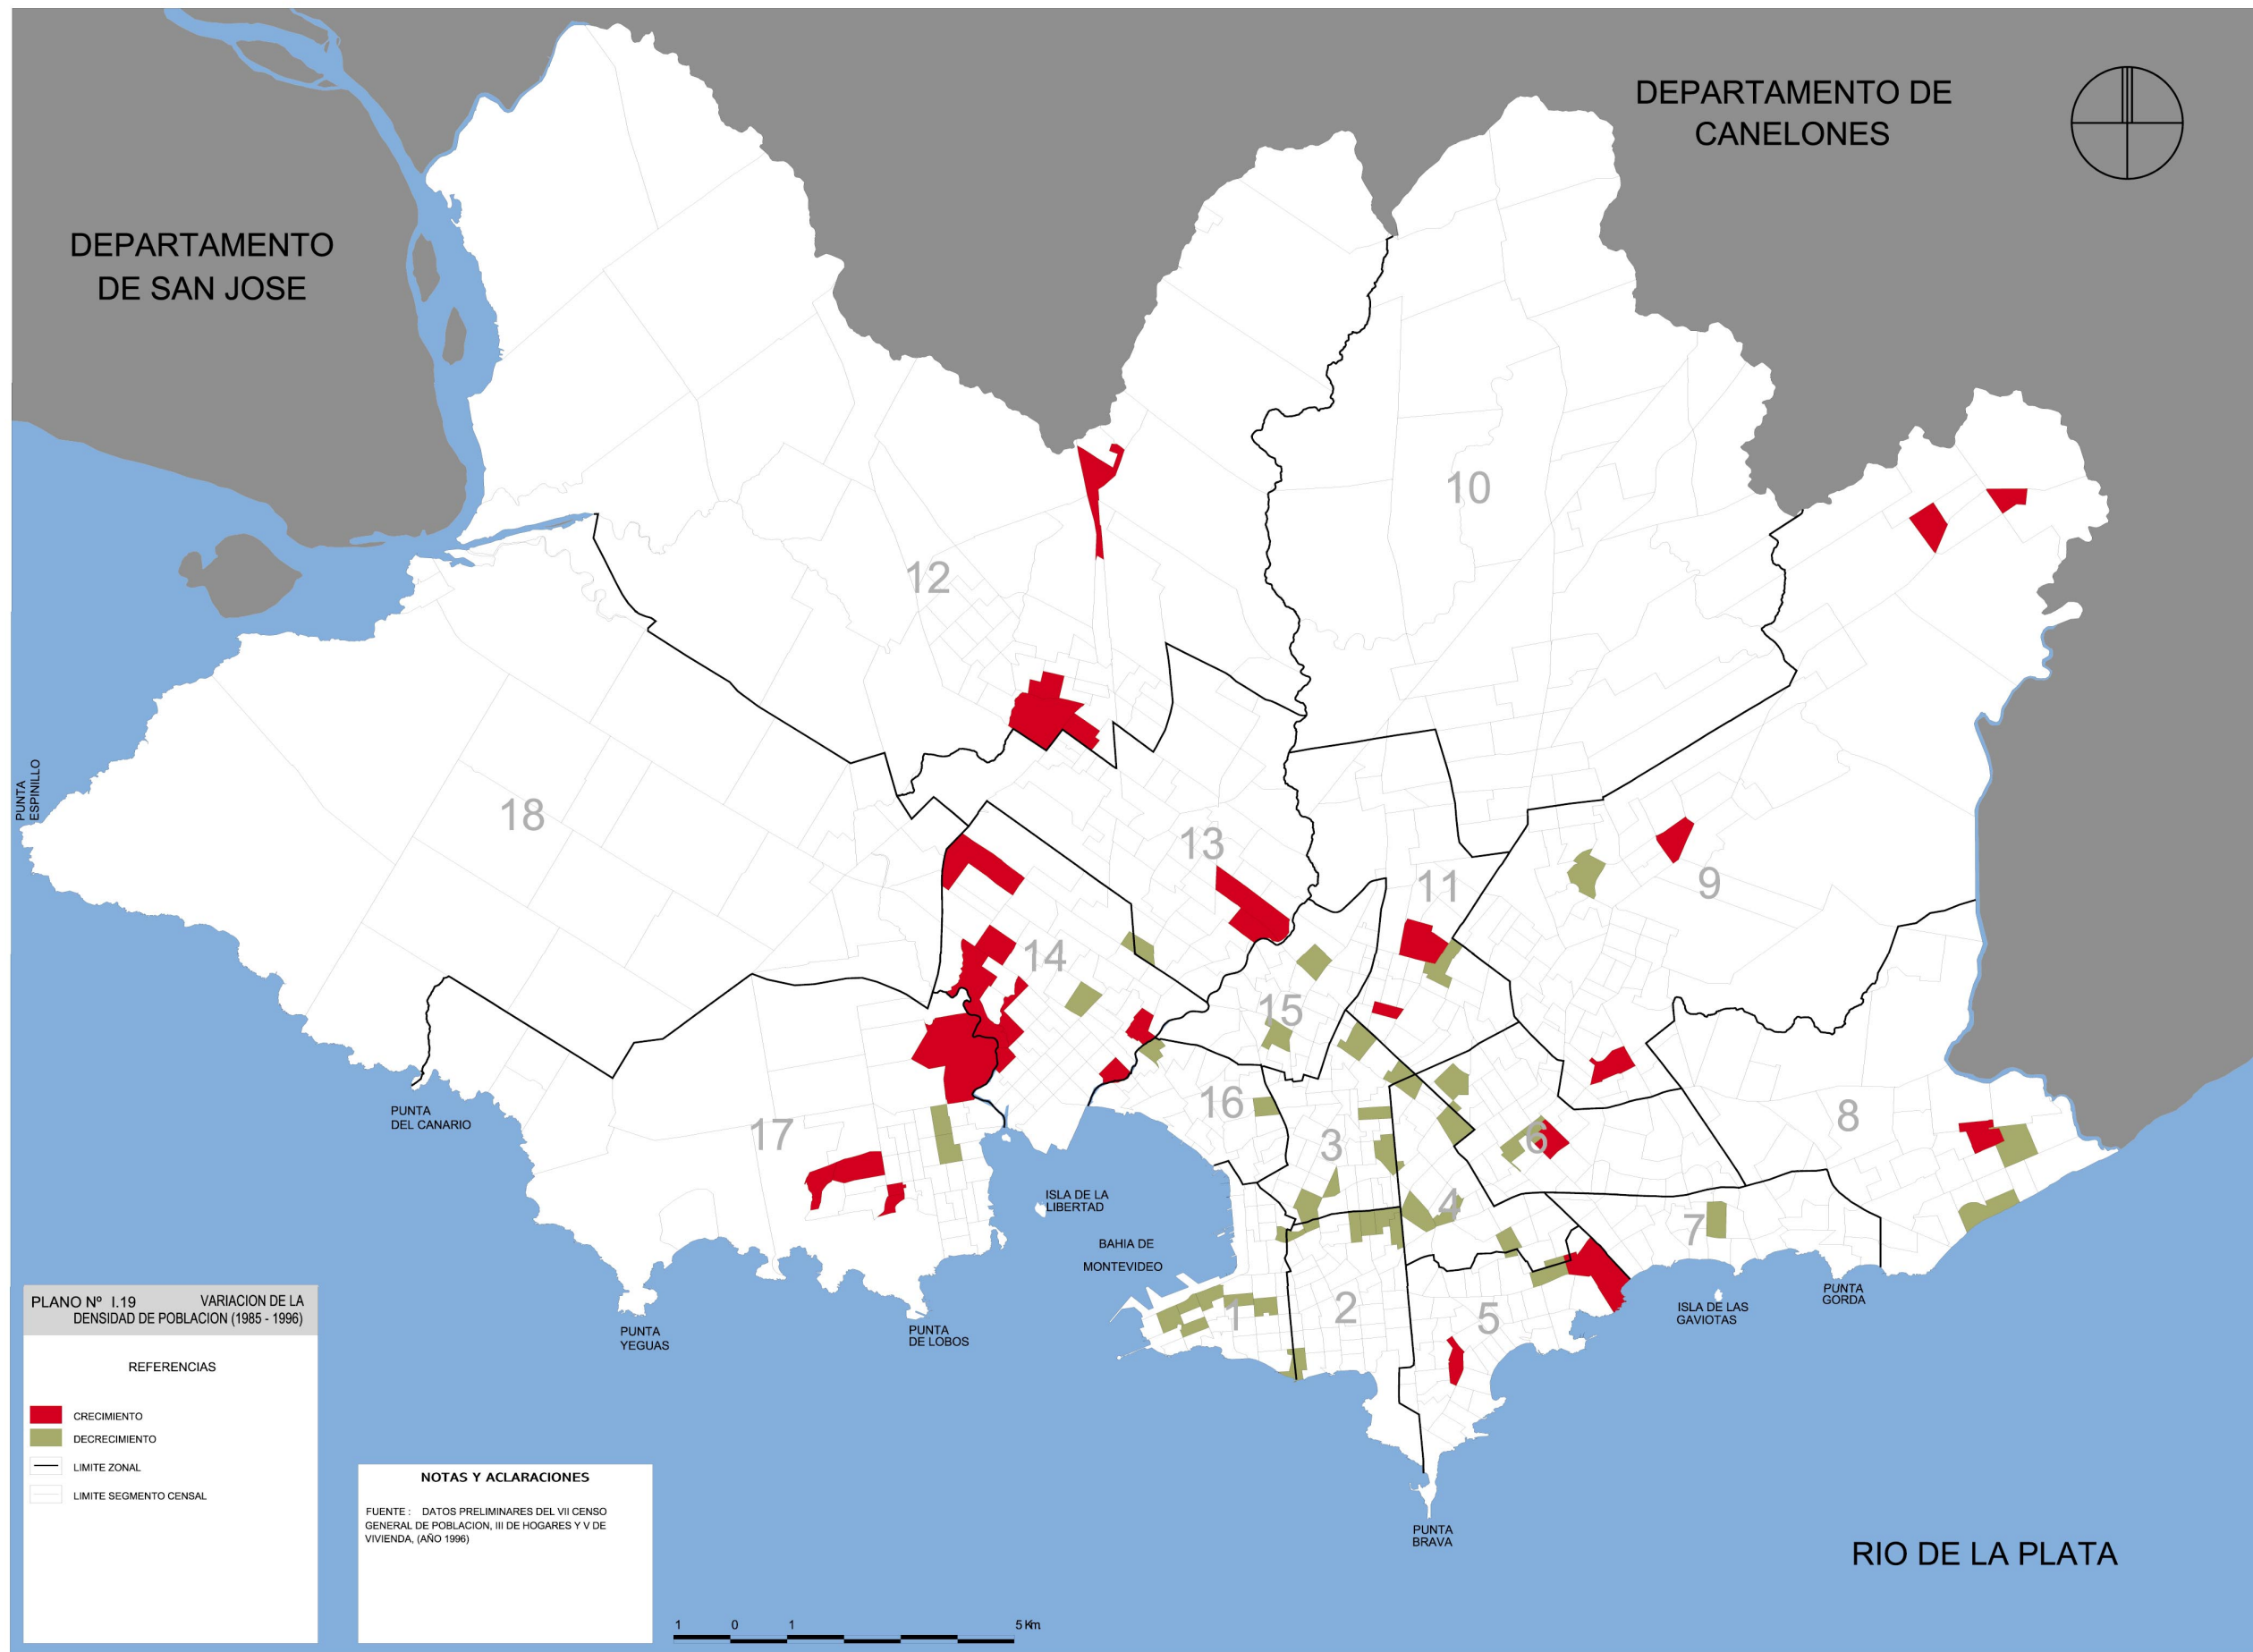 DEPARTAMENTO DE
CANELONES
DEPARTAMENTO
DE SAN JOSE
10
12
PUNTA
ESPINILLO
18
13
11
9
14
15
16
3
6
8
PUNTA
DEL CANARIO
17
4
7
ISLA DE LA
LIBERTAD
BAHIA DE
MONTEVIDEO
1
2
5
ISLA DE LAS
GAVIOTAS
PUNTA
GORDA
PUNTA
YEGUAS
PUNTA
DE LOBOS
PUNTA
BRAVA
RIO DE LA PLATA
PLANO Nº I.19 VARIACION DE LA
DENSIDAD DE POBLACION (1985 - 1996)
REFERENCIAS
CRECIMIENTO
DECRECIMIENTO
LIMITE ZONAL
LIMITE SEGMENTO CENSAL
NOTAS Y ACLARACIONES
FUENTE : DATOS PRELIMINARES DEL VII CENSO
GENERAL DE POBLACION, III DE HOGARES Y V DE
VIVIENDA, (AÑO 1996)
1 0 1 5 Km.